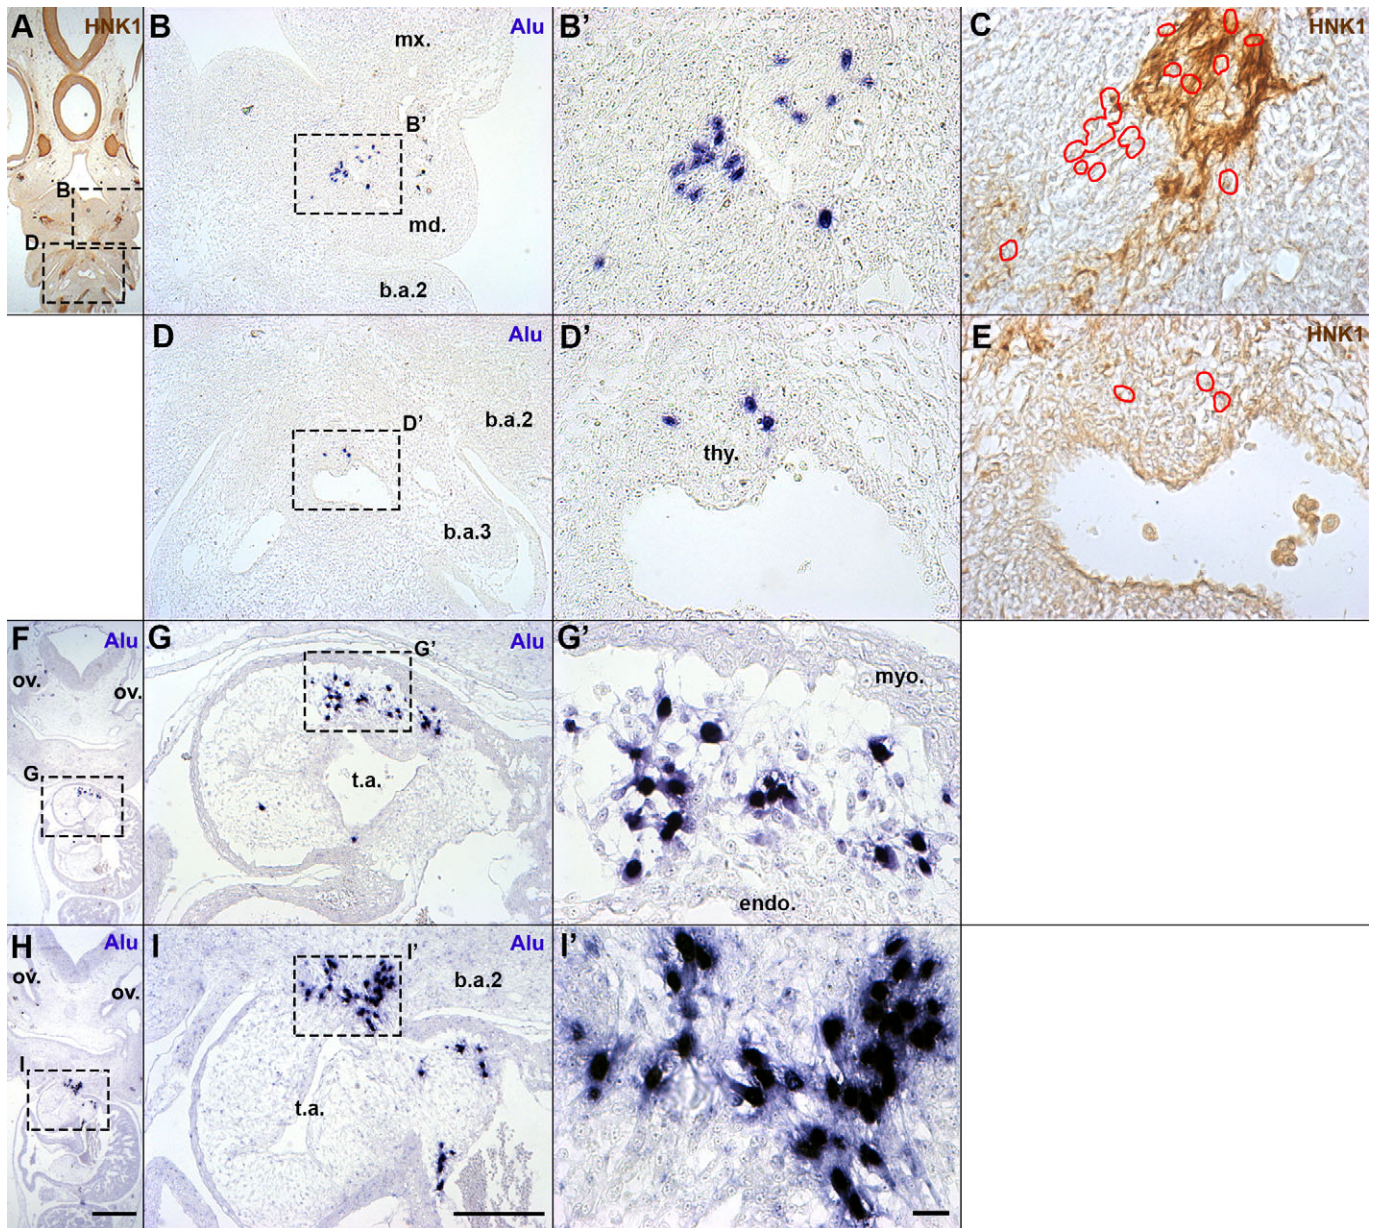 A HNK1
B
D
B Alu
mx.
B’
md.
b.a.2
B’
C HNK1
D Alu
b.a.2
D’
b.a.3
D’
thy.
E HNK1
F Alu
ov.
ov.
G
G Alu
G’
t.a.
G’
myo.
endo.
H Alu
ov.
ov.
I
I Alu
I’
b.a.2
t.a.
I’